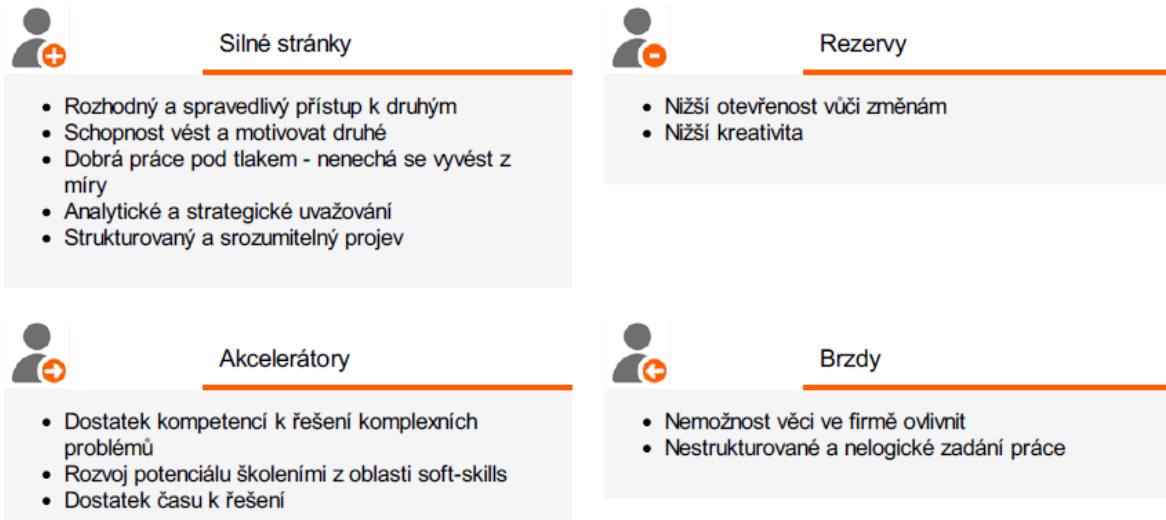 Silné stránky
• Rozhodný a spravedlivý přístup k druhým
• Schopnost vést a motivovat druhé
• Dobrá práce pod tlakem - nenechá se vyvést z
míry
• Analytické a strategické uvažování
• Strukturovaný a srozumitelný projev
Rezervy
• Nižší otevřenost vůči změnám
• Nižší kreativita
Akcelerátory
• Dostatek kompetencí k řešení komplexních
problémů
• Rozvoj potenciálu školeními z oblasti soft-skills
• Dostatek času k řešení
Brzdy
• Nemožnost věci ve firmě ovlivnit
• Nestrukturované a nelogické zadání práce